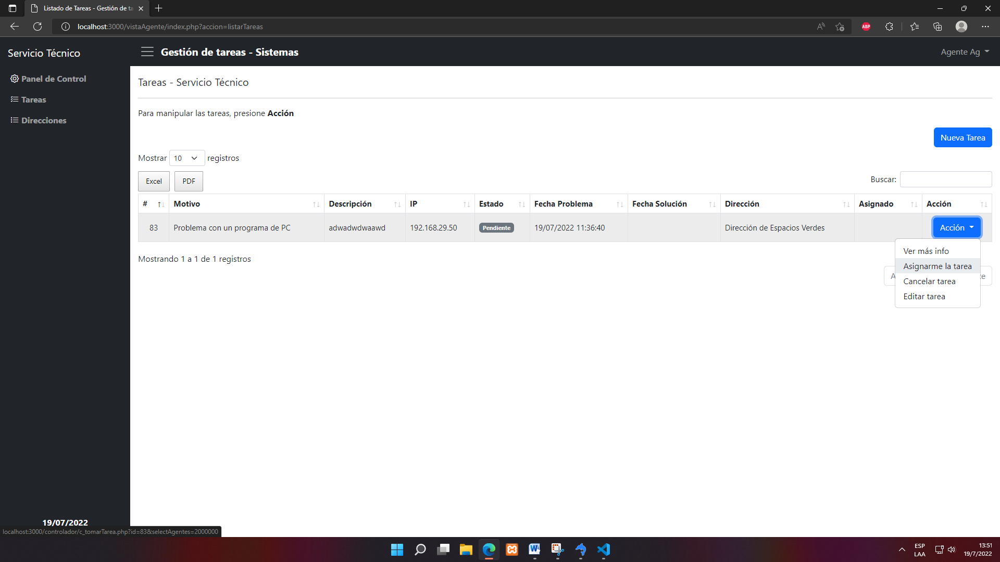 Listado de Tareas - Gestión de ta
localhost:3000/vistaAgente/index.php?accion=listarTareas
ABP
Servicio Técnico
Gestión de tareas - Sistemas
Agente Ag
Panel de Control
Tareas
Direcciones
Tareas - Servicio Técnico
Para manipular las tareas, presione Acción
Nueva Tarea
Mostrar 10 registros
Excel PDF
Buscar:
# Motivo Descripción IP Estado Fecha Problema Fecha Solución Dirección Asignado Acción
83 Problema con un programa de PC adwadwdwaawd 192.168.29.50 Pendiente 19/07/2022 11:36:40 Dirección de Espacios Verdes Acción
Ver más info
Asignarme la tarea
Cancelar tarea
Editar tarea
Mostrando 1 a 1 de 1 registros
19/07/2022
localhost:3000/controlador/c_tomarTarea.php?id=83&selectAgentes=2000000
ESP
LAA
13:51
19/7/2022